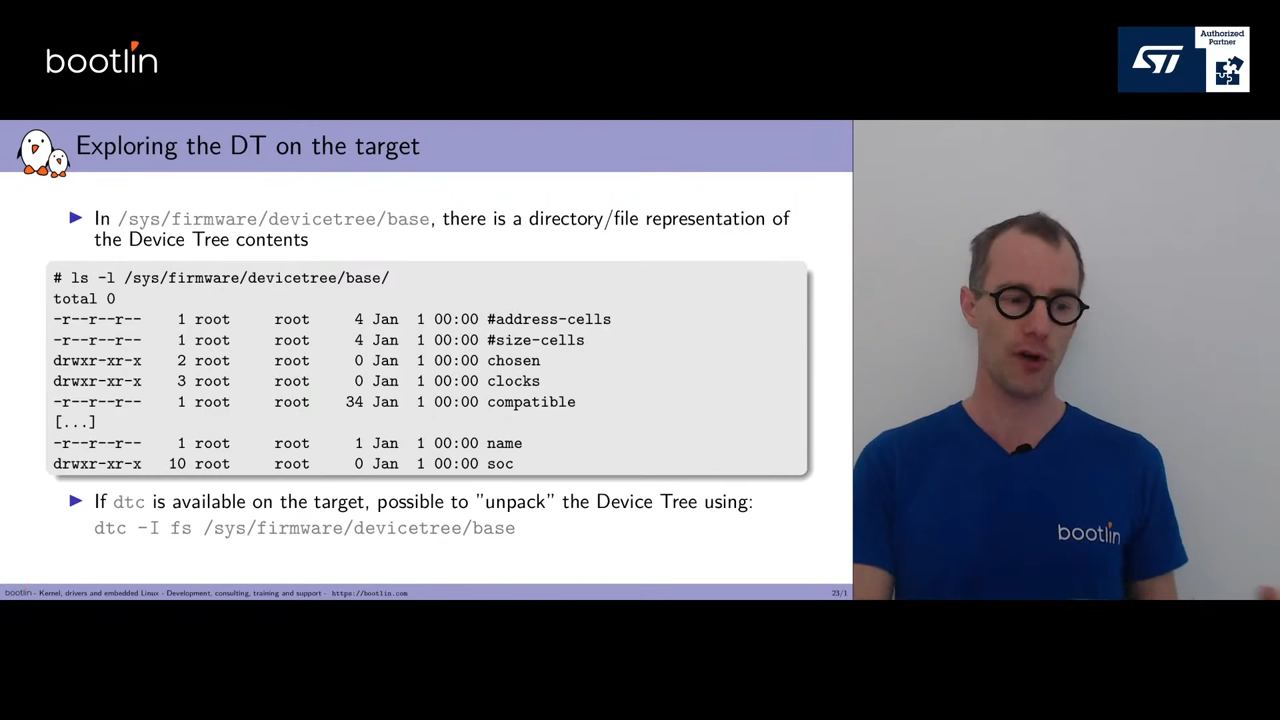 bootlin
ST
Authorized
Partner
Exploring the DT on the target
In /sys/firmware/devicetree/base, there is a directory/file representation of
the Device Tree contents
# ls -l /sys/firmware/devicetree/base/
total 0
-r--r--r-- 1 root root 4 Jan 1 00:00 #address-cells
-r--r--r-- 1 root root 4 Jan 1 00:00 #size-cells
drwxr-xr-x 2 root root 0 Jan 1 00:00 chosen
drwxr-xr-x 3 root root 0 Jan 1 00:00 clocks
-r--r--r-- 1 root root 34 Jan 1 00:00 compatible
[...]
-r--r--r-- 1 root root 1 Jan 1 00:00 name
drwxr-xr-x 10 root root 0 Jan 1 00:00 soc
If dtc is available on the target, possible to ”unpack” the Device Tree using:
dtc -I fs /sys/firmware/devicetree/base
bootlin
bootlin - Kernel, drivers and embedded Linux - Development, consulting, training and support - https://bootlin.com
23/1